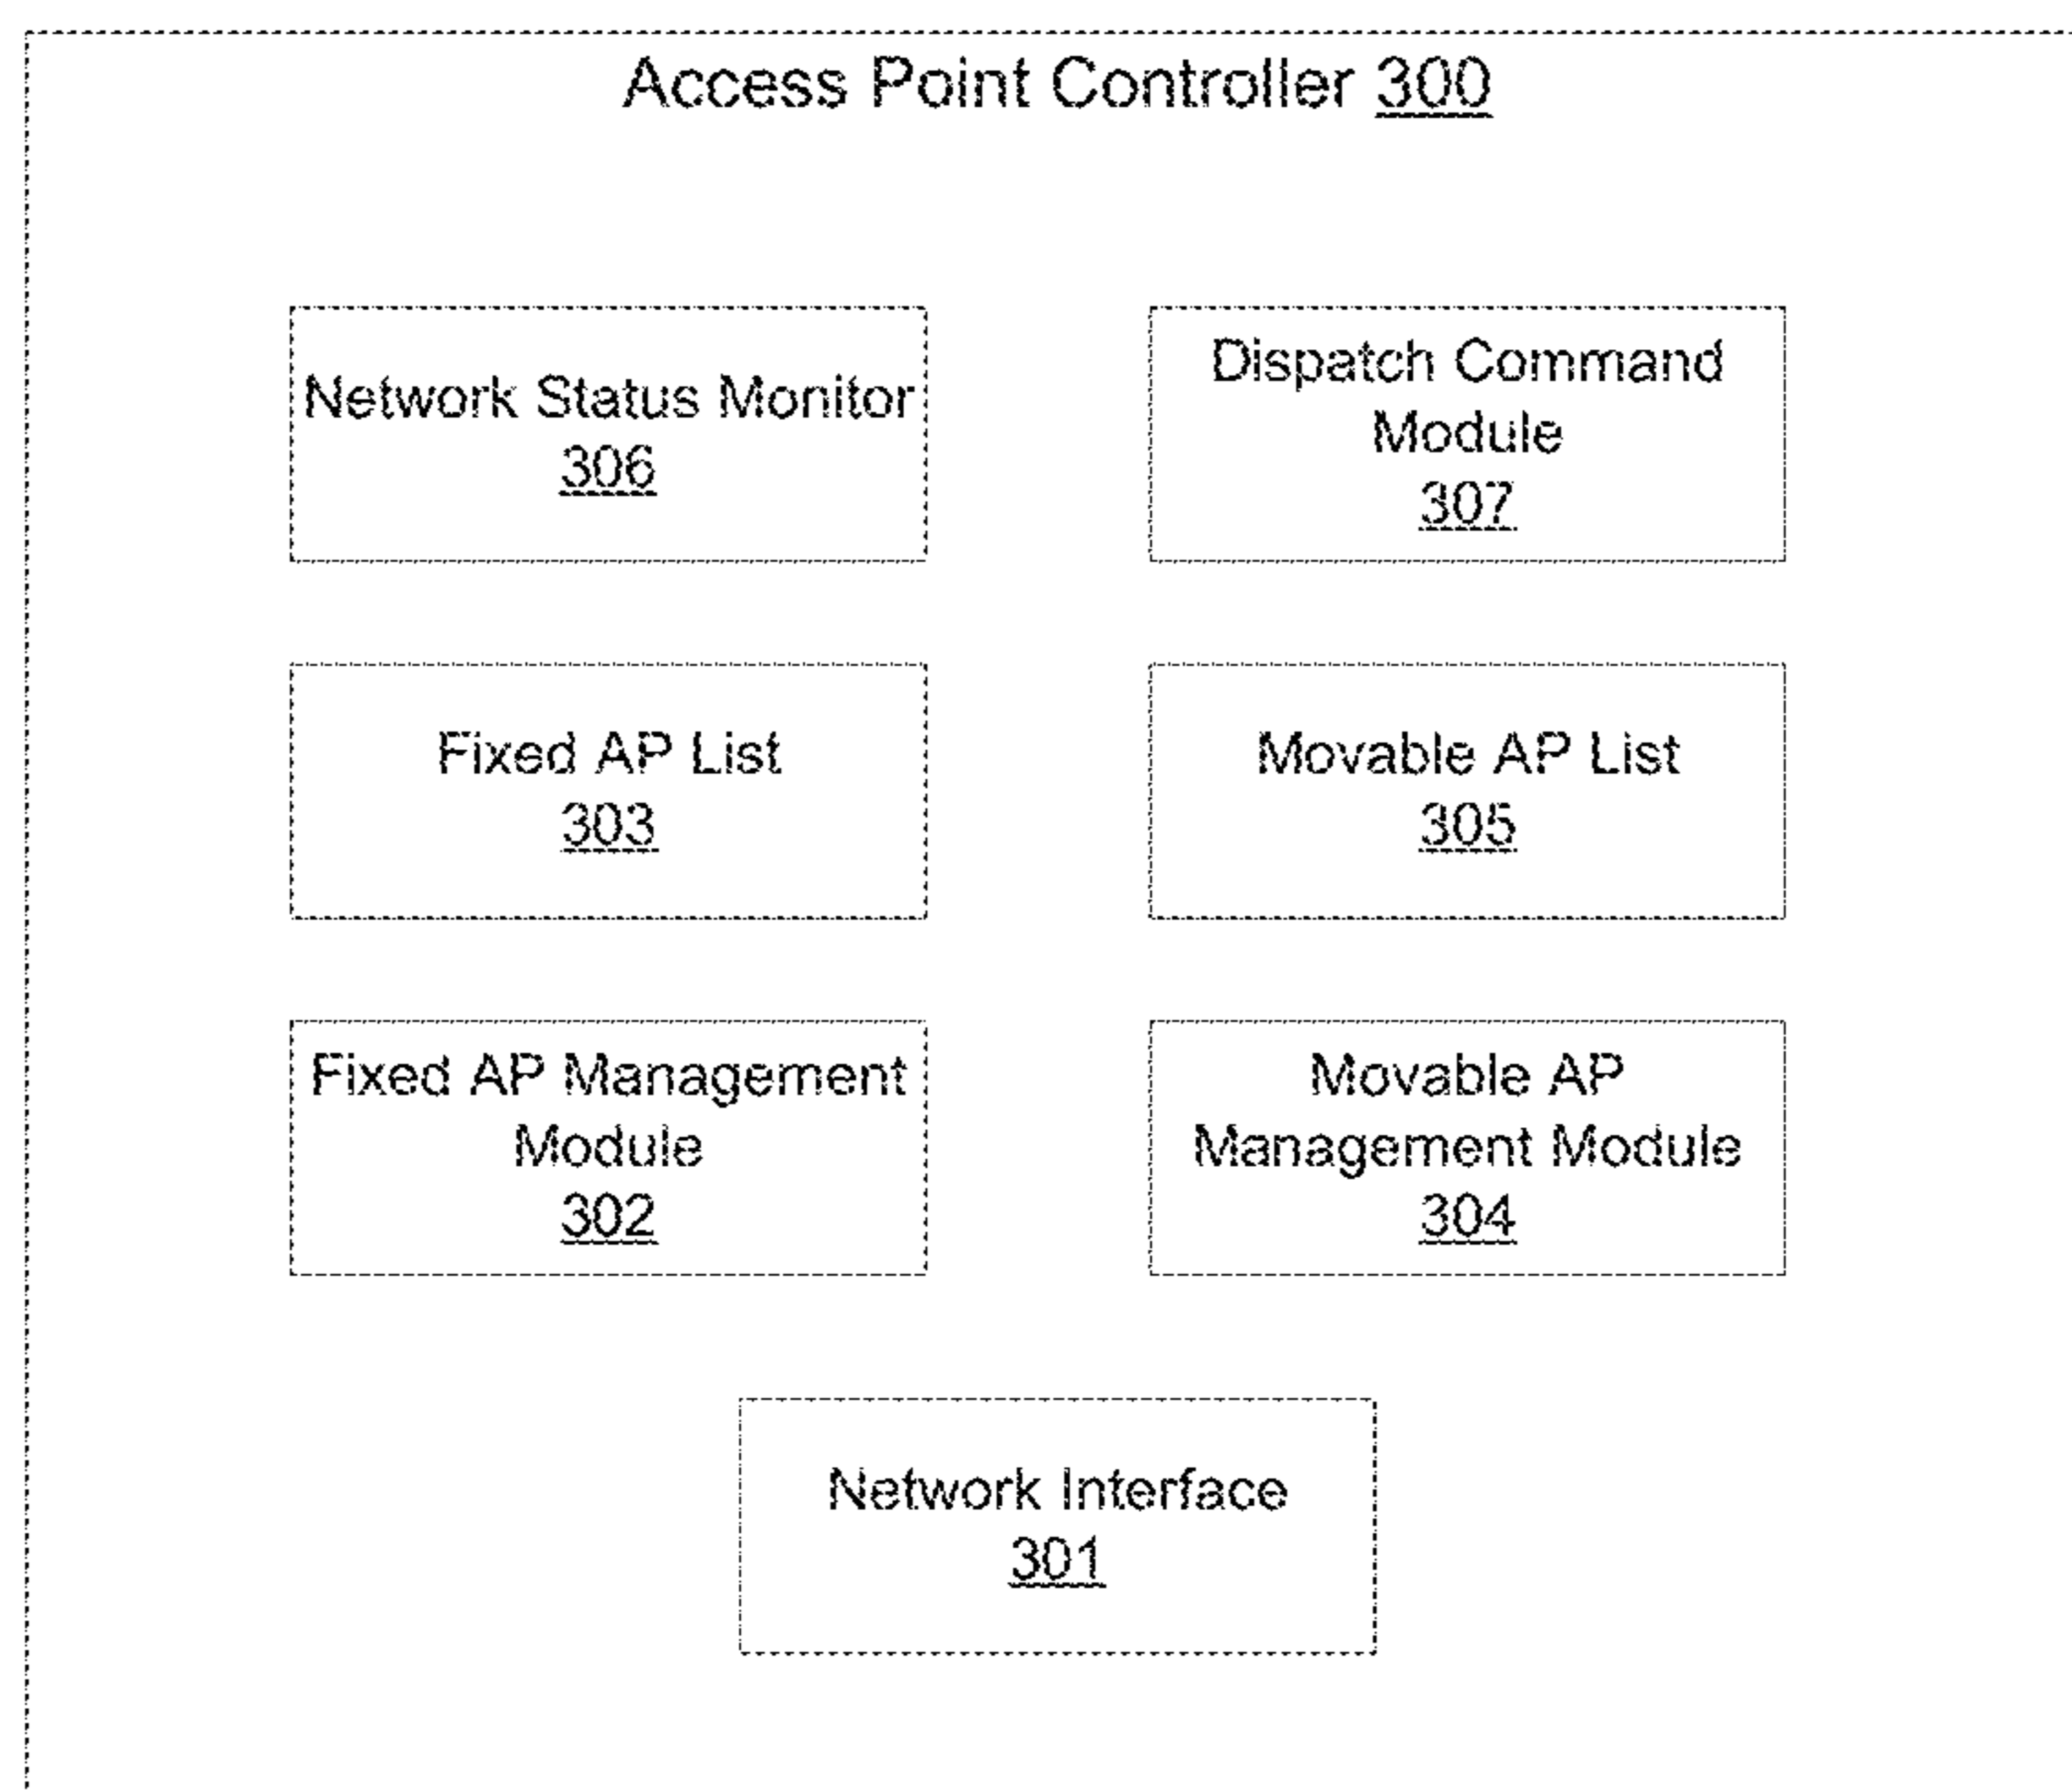 Access Point Controller 300
Network Status Monitor
306
Dispatch Command
Module
307
Fixed AP List
303
Movable AP List
305
Fixed AP Management
Module
302
Movable AP
Management Module
304
Network Interface
301